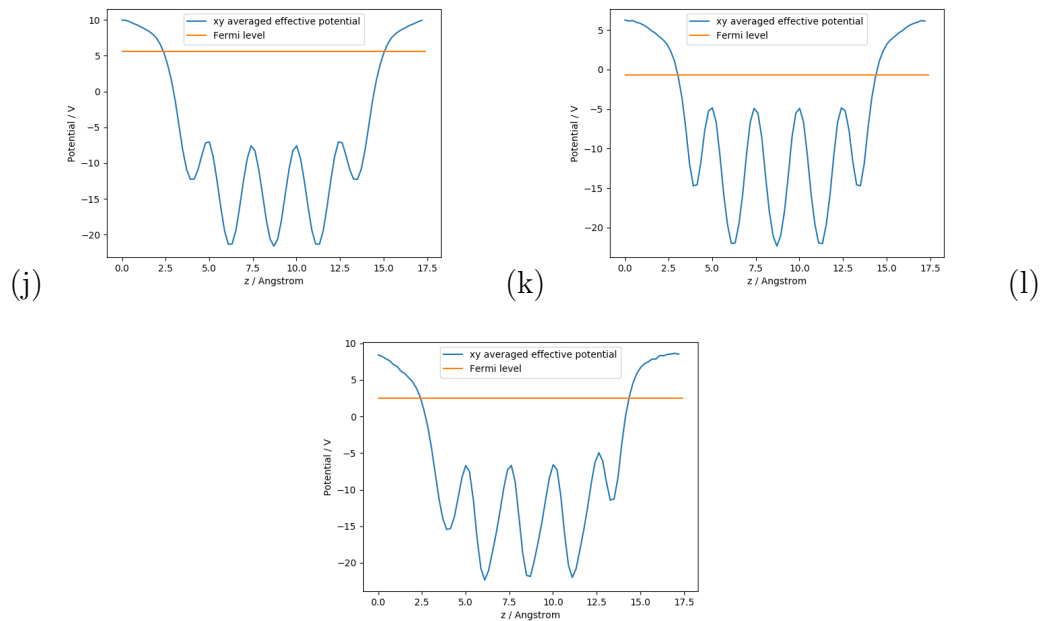 xy averaged effective potential
Fermi level
10
5
0
−5
−10
−15
−20
Potential / V
0.0 2.5 5.0 7.5 10.0 12.5 15.0 17.5
z / Angstrom
(j)
xy averaged effective potential
Fermi level
5
0
−5
−10
−15
−20
Potential / V
0.0 2.5 5.0 7.5 10.0 12.5 15.0 17.5
z / Angstrom
(k)
(l)
xy averaged effective potential
Fermi level
10
5
0
−5
−10
−15
−20
Potential / V
0.0 2.5 5.0 7.5 10.0 12.5 15.0 17.5
z / Angstrom